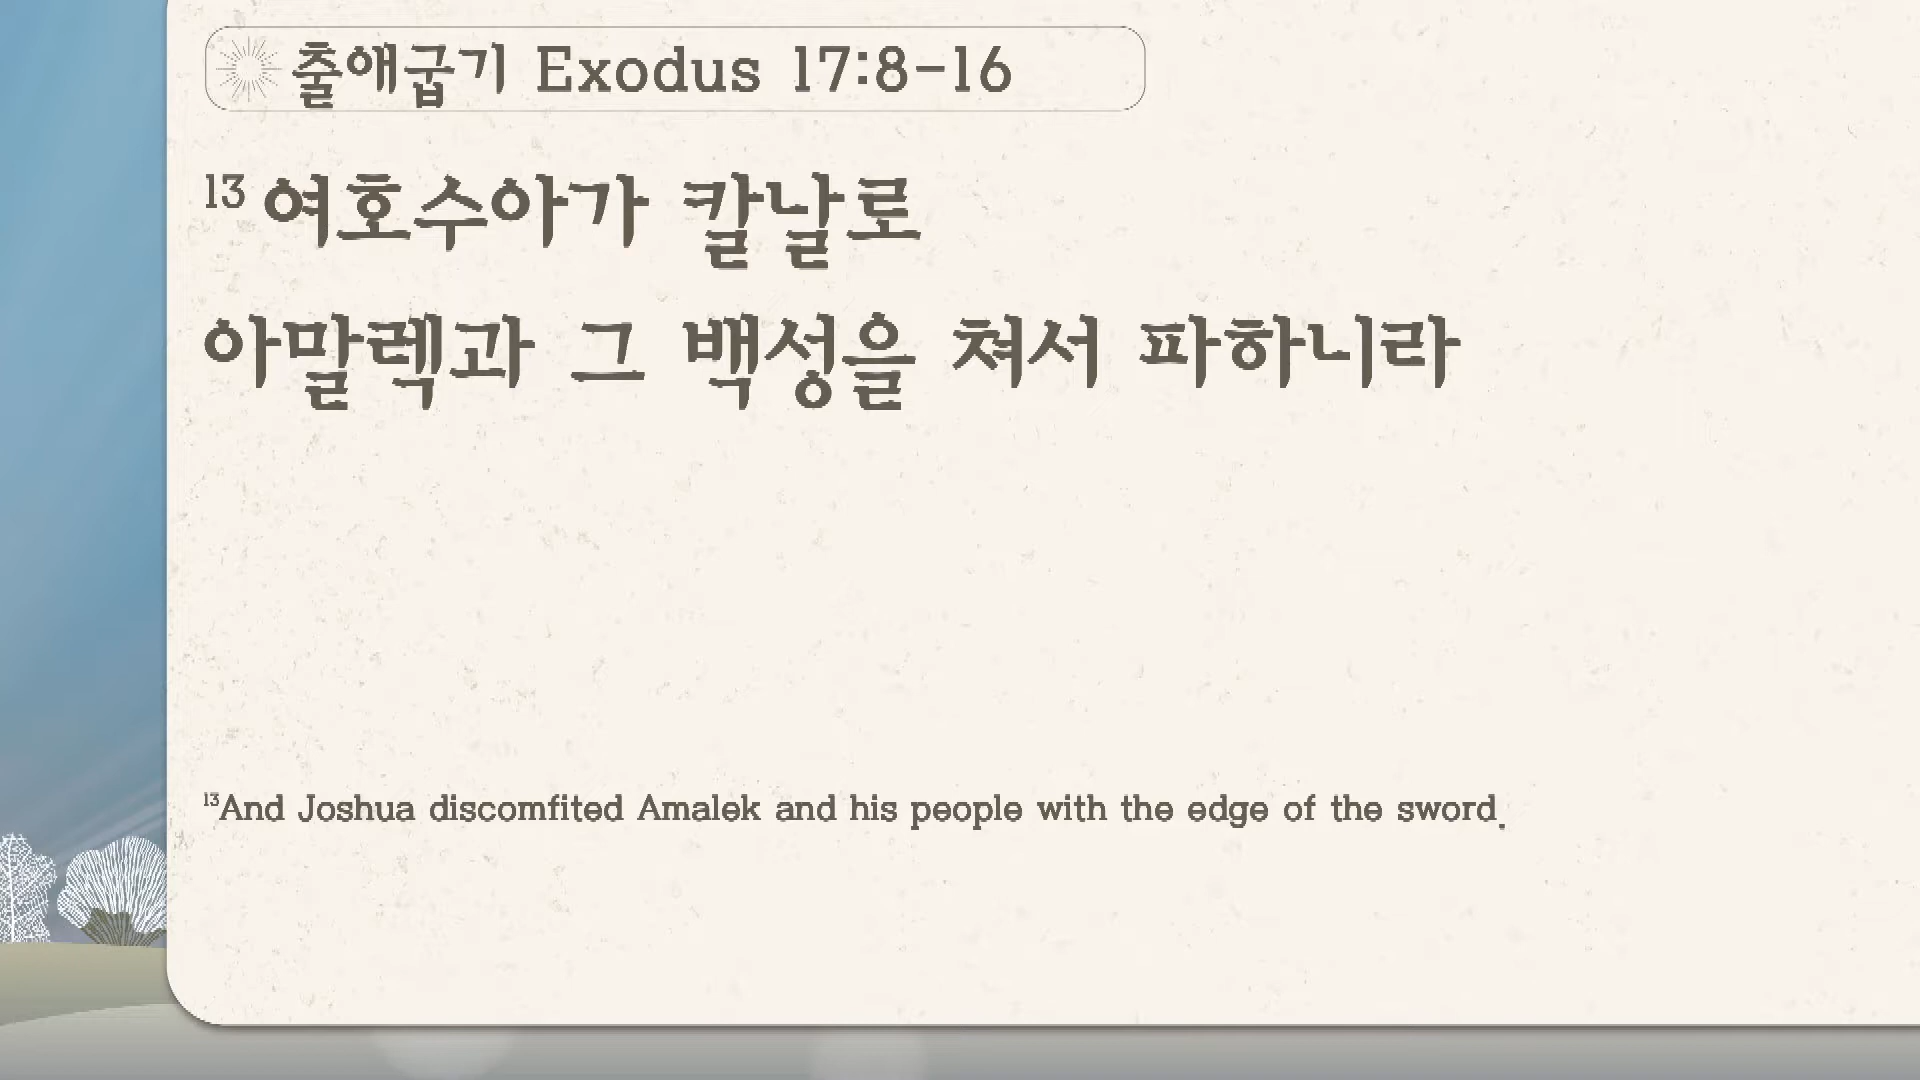 출애굽기 Exodus 17:8-16
13 여호수아가 칼날로
아말렉과 그 백성을 쳐서 파하니라
13And Joshua discomfited Amalek and his people with the edge of the sword.